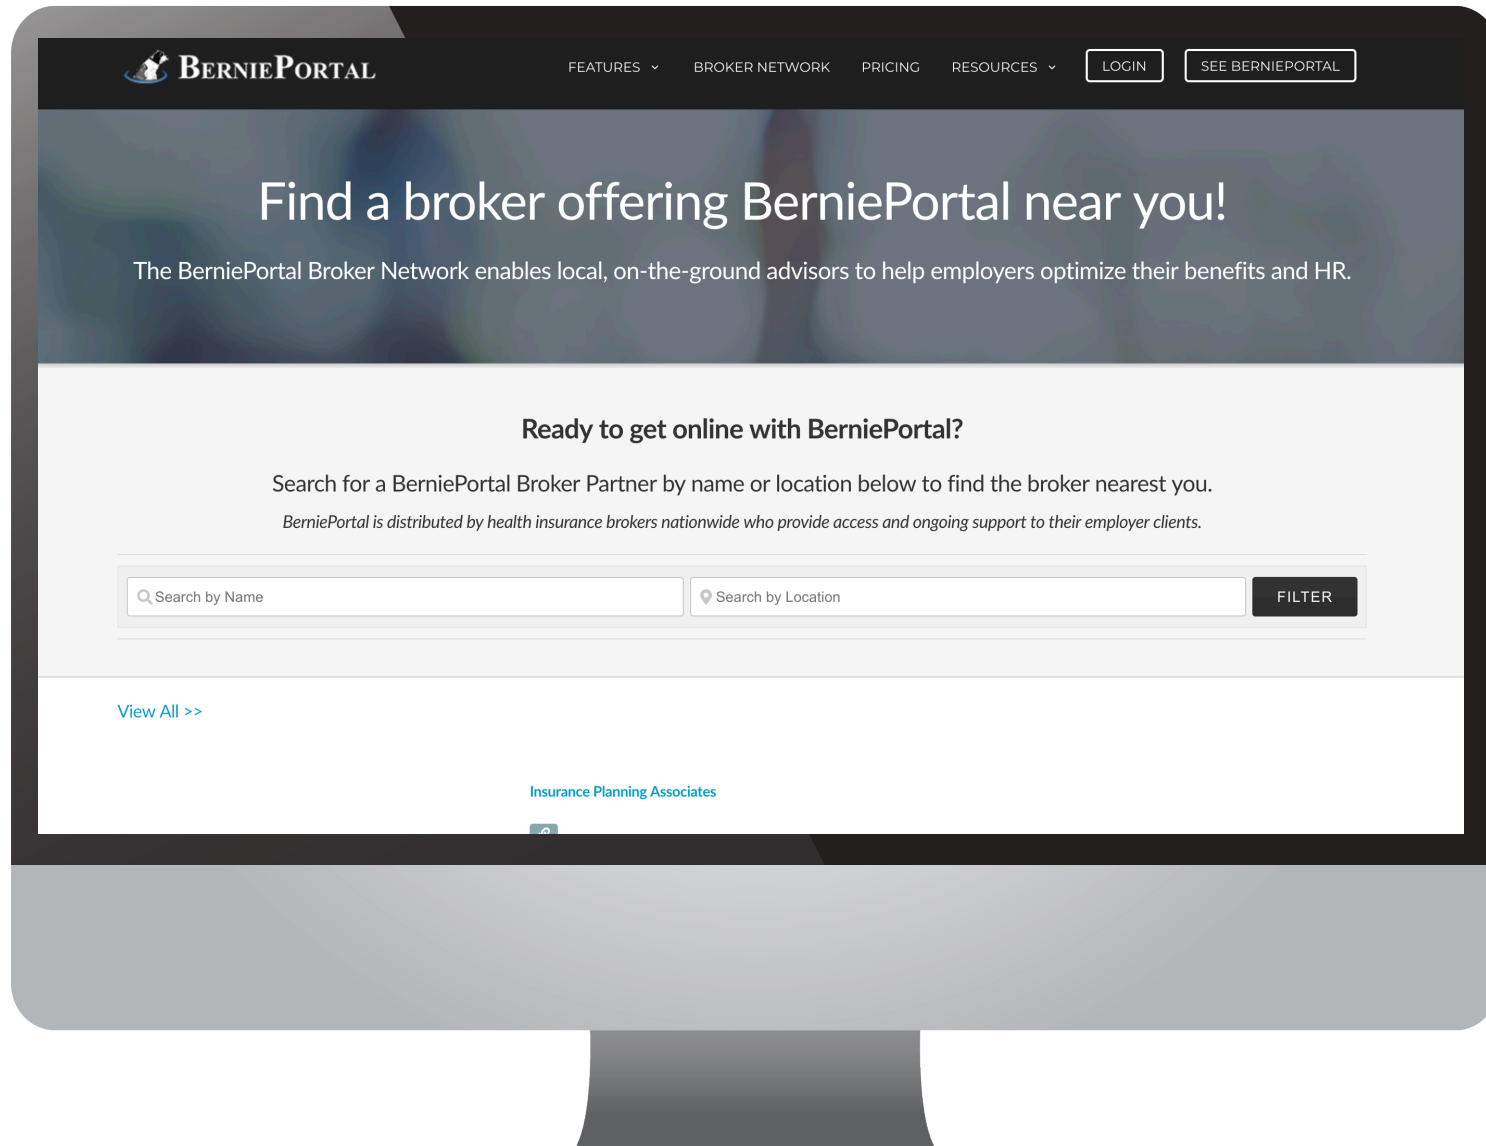 BERNIEPORTAL
FEATURES
BROKER NETWORK
PRICING
RESOURCES
LOGIN
SEE BERNIEPORTAL
Find a broker offering BerniePortal near you!
The BerniePortal Broker Network enables local, on-the-ground advisors to help employers optimize their benefits and HR.
Ready to get online with BerniePortal?
Search for a BerniePortal Broker Partner by name or location below to find the broker nearest you.
BerniePortal is distributed by health insurance brokers nationwide who provide access and ongoing support to their employer clients.
Search by Name
Search by Location
FILTER
View All >>
Insurance Planning Associates